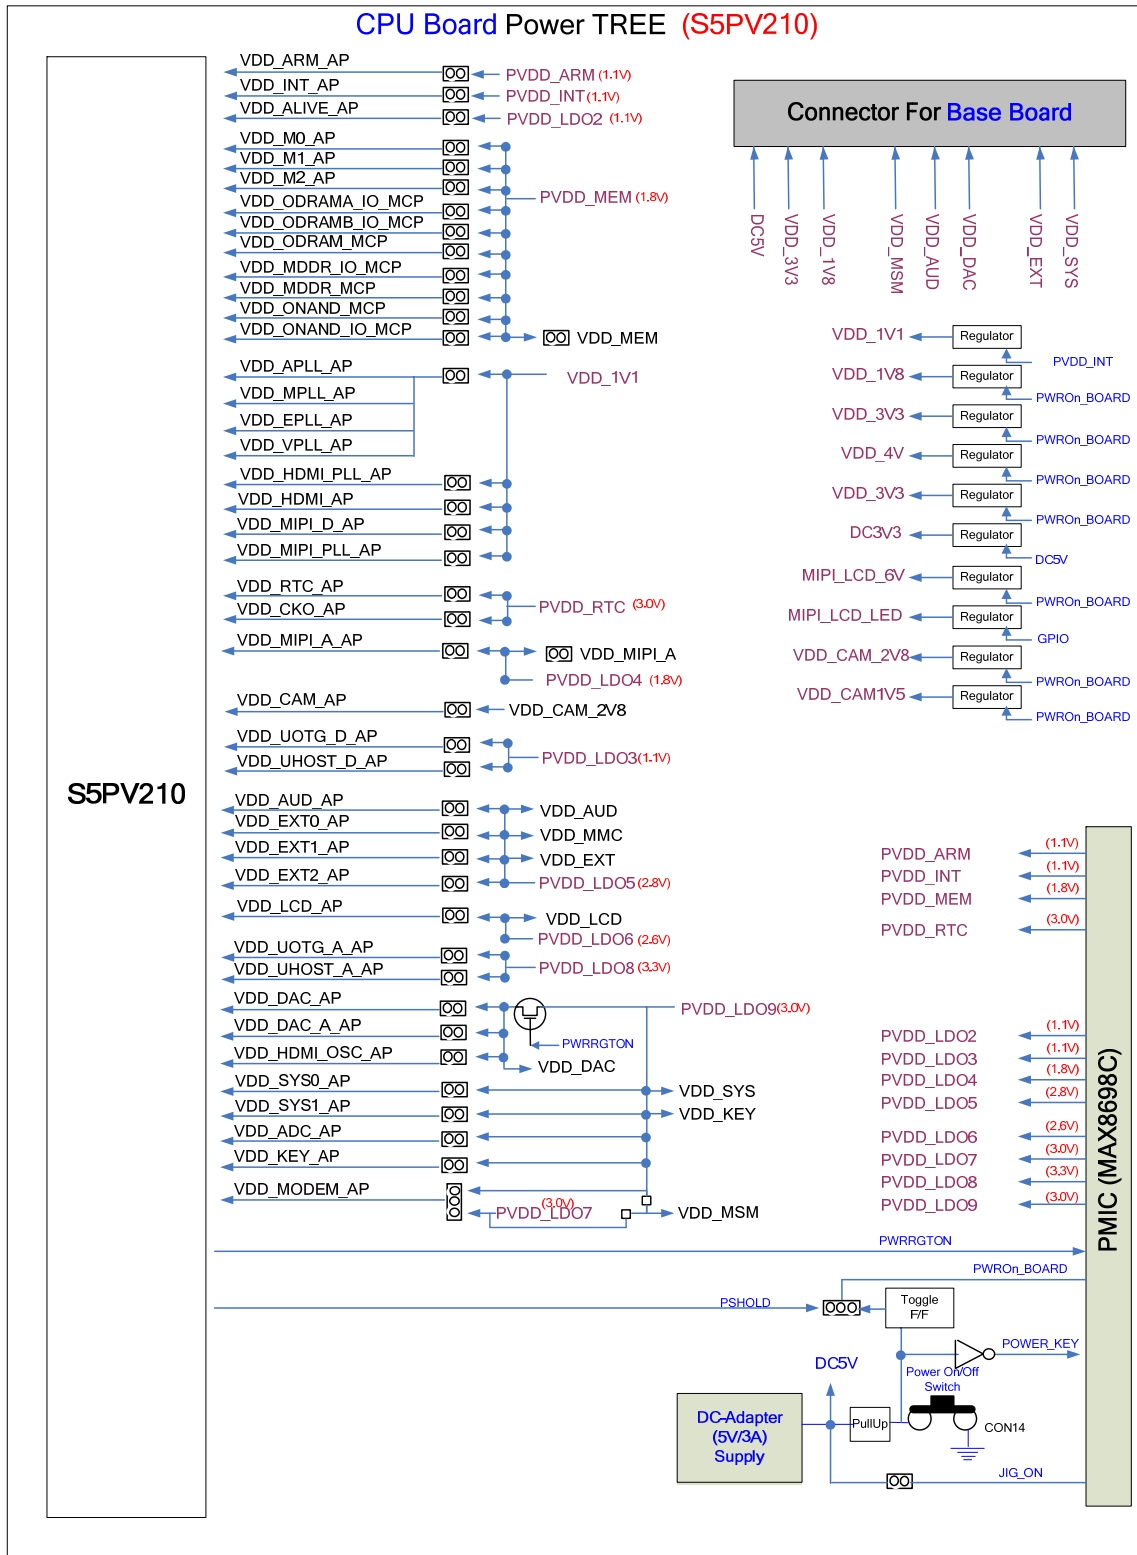 CPU Board Power TREE (S5PV210)
S5PV210
VDD_ARM_AP
PVDD_ARM (1.1V)
VDD_INT_AP
PVDD_INT (1.1V)
VDD_ALIVE_AP
PVDD_LDO2 (1.1V)
VDD_M0_AP
VDD_M1_AP
VDD_M2_AP
PVDD_MEM (1.8V)
VDD_ODRAMA_IO_MCP
VDD_ODRAMB_IO_MCP
VDD_ODRAM_MCP
VDD_MDDR_IO_MCP
VDD_MDDR_MCP
VDD_ONAND_MCP
VDD_ONAND_IO_MCP
VDD_MEM
VDD_APLL_AP
VDD_1V1
VDD_MPLL_AP
VDD_EPLL_AP
VDD_VPLL_AP
VDD_HDMI_PLL_AP
VDD_HDMI_AP
VDD_MIPI_D_AP
VDD_MIPI_PLL_AP
VDD_RTC_AP
VDD_CKO_AP
PVDD_RTC (3.0V)
VDD_MIPI_A_AP
VDD_MIPI_A
PVDD_LDO4 (1.8V)
VDD_CAM_AP
VDD_CAM_2V8
VDD_UOTG_D_AP
VDD_UHOST_D_AP
PVDD_LDO3 (1.1V)
VDD_AUD_AP
VDD_AUD
VDD_EXT0_AP
VDD_MMC
VDD_EXT1_AP
VDD_EXT
VDD_EXT2_AP
PVDD_LDO5 (2.8V)
VDD_LCD_AP
VDD_LCD
PVDD_LDO6 (2.6V)
VDD_UOTG_A_AP
VDD_UHOST_A_AP
PVDD_LDO8 (3.3V)
VDD_DAC_AP
PVDD_LDO9 (3.0V)
VDD_DAC_A_AP
PWRRGTON
VDD_HDMI_OSC_AP
VDD_DAC
VDD_SYS0_AP
VDD_SYS
VDD_SYS1_AP
VDD_KEY
VDD_ADC_AP
VDD_KEY_AP
VDD_MODEM_AP
(3.0V)
PVDD_LDO7
VDD_MSM
Connector For Base Board
DC5V
VDD_3V3
VDD_1V8
VDD_MSM
VDD_AUD
VDD_DAC
VDD_EXT
VDD_SYS
VDD_1V1
Regulator
PVDD_INT
VDD_1V8
Regulator
PWROn_BOARD
VDD_3V3
Regulator
PWROn_BOARD
VDD_4V
Regulator
PWROn_BOARD
VDD_3V3
Regulator
PWROn_BOARD
DC3V3
Regulator
DC5V
MIPI_LCD_6V
Regulator
PWROn_BOARD
MIPI_LCD_LED
Regulator
GPIO
VDD_CAM_2V8
Regulator
PWROn_BOARD
VDD_CAM1V5
Regulator
PWROn_BOARD
PVDD_ARM (1.1V)
PVDD_INT (1.1V)
PVDD_MEM (1.8V)
PVDD_RTC (3.0V)
PVDD_LDO2 (1.1V)
PVDD_LDO3 (1.1V)
PVDD_LDO4 (1.8V)
PVDD_LDO5 (2.8V)
PVDD_LDO6 (2.6V)
PVDD_LDO7 (3.0V)
PVDD_LDO8 (3.3V)
PVDD_LDO9 (3.0V)
PMIC (MAX8698C)
PWRRGTON
PWROn_BOARD
PSHOLD
Toggle
F/F
POWER_KEY
DC5V
Power On/Off
Switch
PullUp
CON14
DC-Adapter
(5V/3A)
Supply
JIG_ON